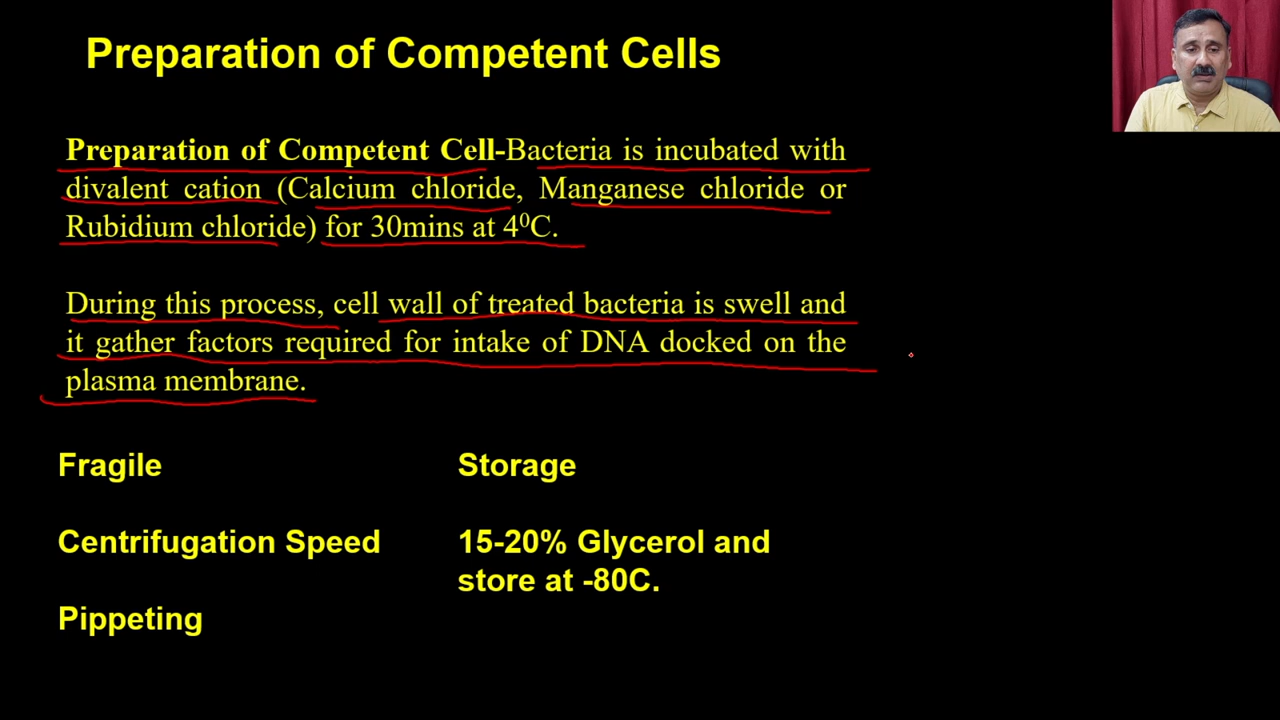 Preparation of Competent Cells
Preparation of Competent Cell-Bacteria is incubated with
divalent cation (Calcium chloride, Manganese chloride or
Rubidium chloride) for 30mins at 4⁰C.
During this process, cell wall of treated bacteria is swell and
it gather factors required for intake of DNA docked on the
plasma membrane.
Fragile
Centrifugation Speed
Pippeting
Storage
15-20% Glycerol and
store at -80C.